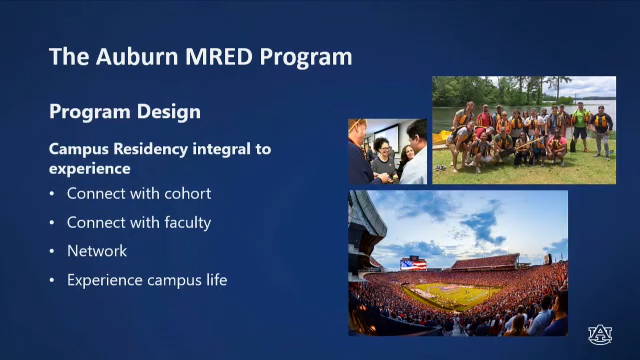 The Auburn MRED Program
Program Design
Campus Residency integral to
experience
• Connect with cohort
• Connect with faculty
• Network
• Experience campus life
AU